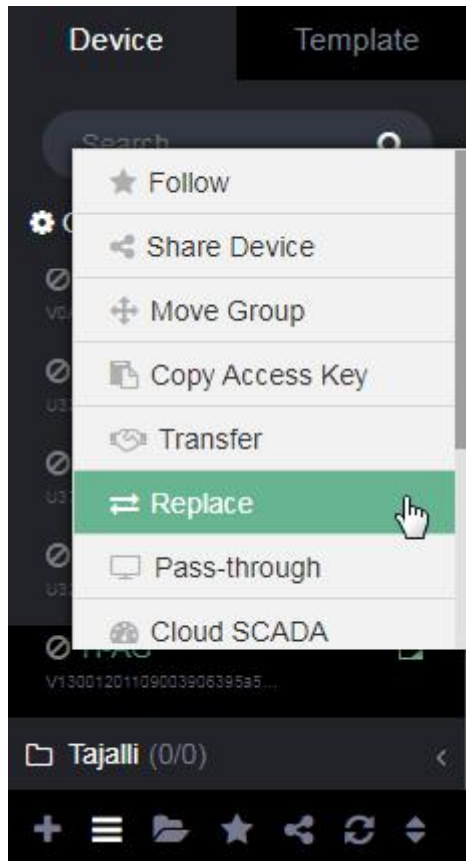 Device Template
Search
Follow
Share Device
Move Group
Copy Access Key
Transfer
Replace
Pass-through
Cloud SCADA
Tajalli (0/0)